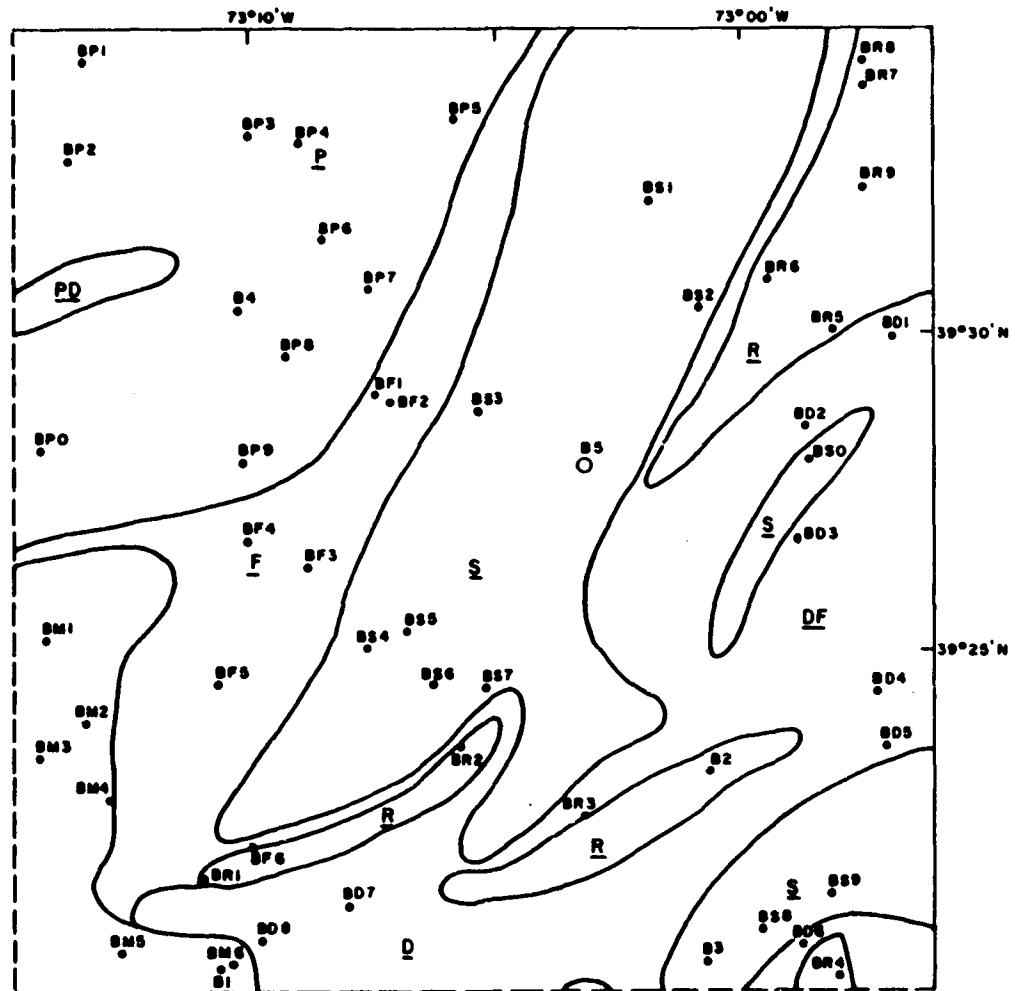 73°10'W 73°00'W
BP1 BR8
BR7
BP5
BP3 BP4
P
BP2
BR9
BS1
BP6
BR6
BP7
PD
B4 BS2
BR5 BD1
39°30'N
BP8 R
BF1
BF2 BS3
BD2
BP0 B5 BS0
BP9
BF4 S BD3
F BF3 S
DF
BM1 BS4 BS5
39°25'N
BF5 BS6 BS7 BD4
BM2
BM3 BR2 BD5
B2
BM4 BR3
R
R
BF6
BR1
S BS9
BD7
BS8
BM5 BD8 D B3 BD6
BM6
B1 BR4